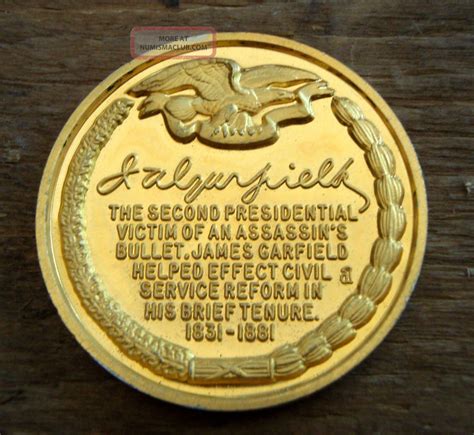 MORE AT
NUMISMACLUB.COM
JaGarfield
THE SECOND PRESIDENTIAL
VICTIM OF AN ASSASSIN'S
BULLET, JAMES GARFIELD
HELPED EFFECT CIVIL
SERVICE REFORM IN
HIS BRIEF TENURE.
1831-1881
a